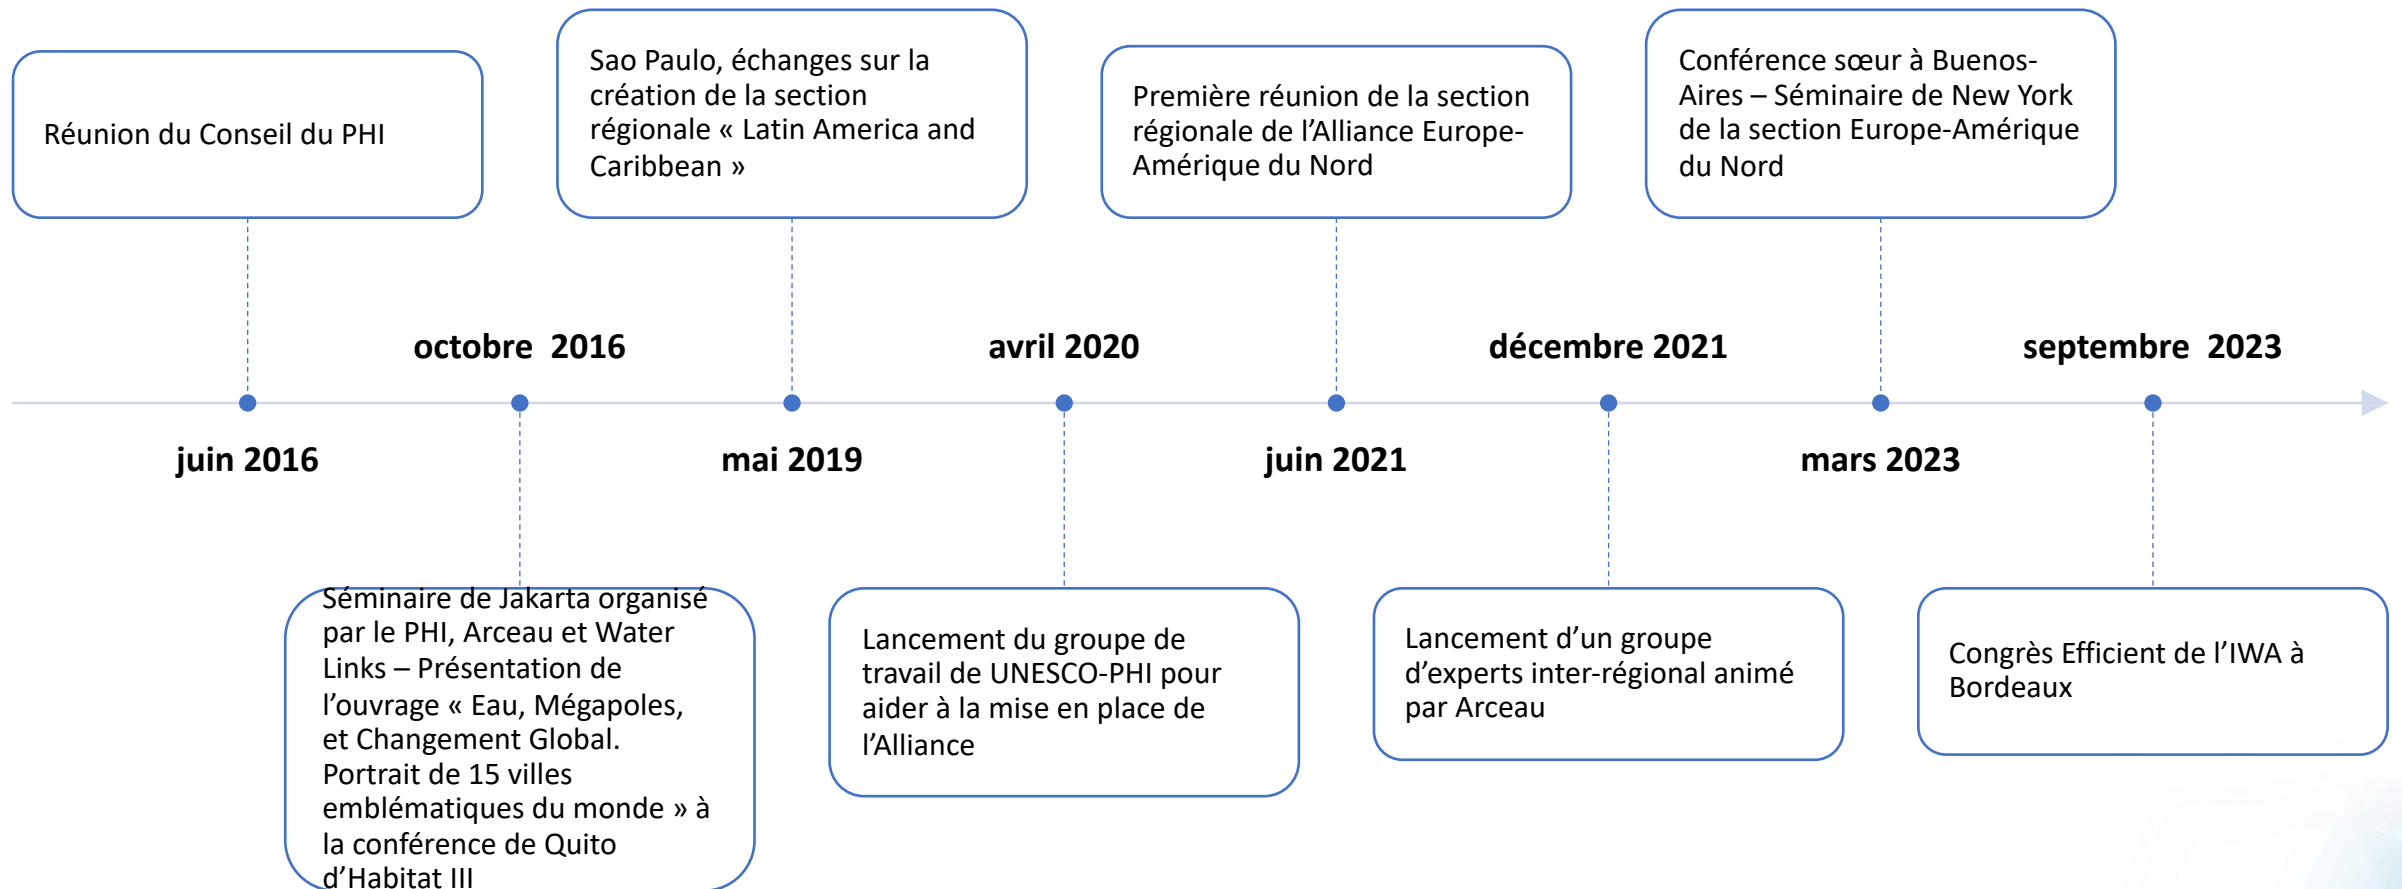 Réunion du Conseil du PHI
Sao Paulo, échanges sur la
création de la section
régionale « Latin America and
Caribbean »
Première réunion de la section
régionale de l’Alliance Europe-
Amérique du Nord
Conférence sœur à Buenos-
Aires – Séminaire de New York
de la section Europe-Amérique
du Nord
octobre  2016
avril 2020
décembre 2021
septembre  2023
juin 2016
mai 2019
juin 2021
mars 2023
Séminaire de Jakarta organisé
par le PHI, Arceau et Water
Links – Présentation de
l’ouvrage « Eau, Mégapoles,
et Changement Global.
Portrait de 15 villes
emblématiques du monde » à
la conférence de Quito
d’Habitat III
Lancement du groupe de
travail de UNESCO-PHI pour
aider à la mise en place de
l’Alliance
Lancement d’un groupe
d’experts inter-régional animé
par Arceau
Congrès Efficient de l’IWA à
Bordeaux